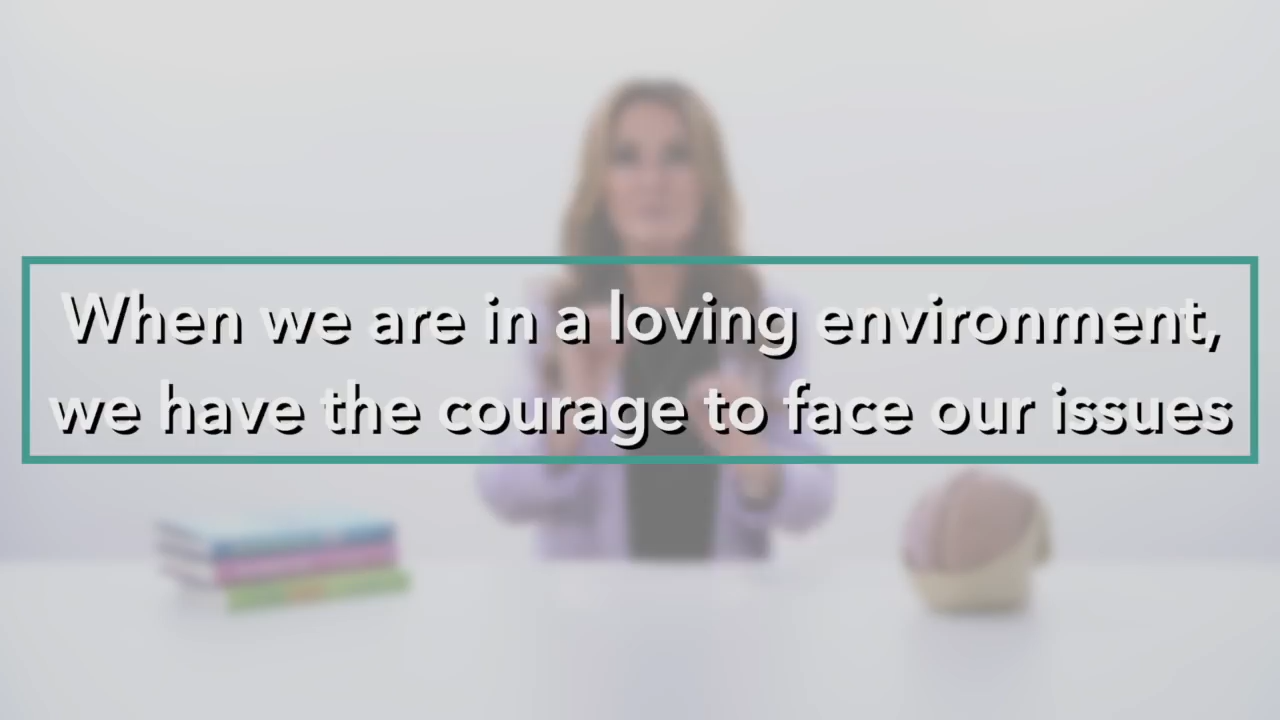 When we are in a loving environment,
we have the courage to face our issues